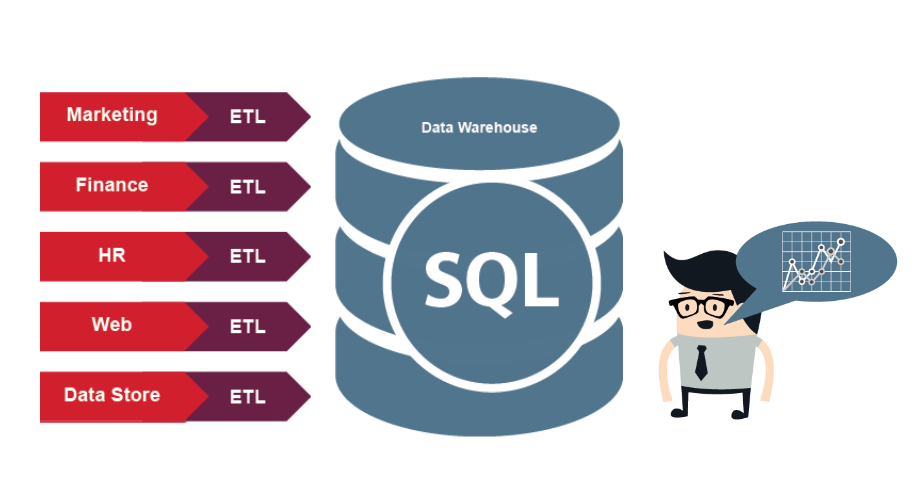 Marketing ETL
Finance ETL
HR ETL
Web ETL
Data Store ETL
Data Warehouse
SQL